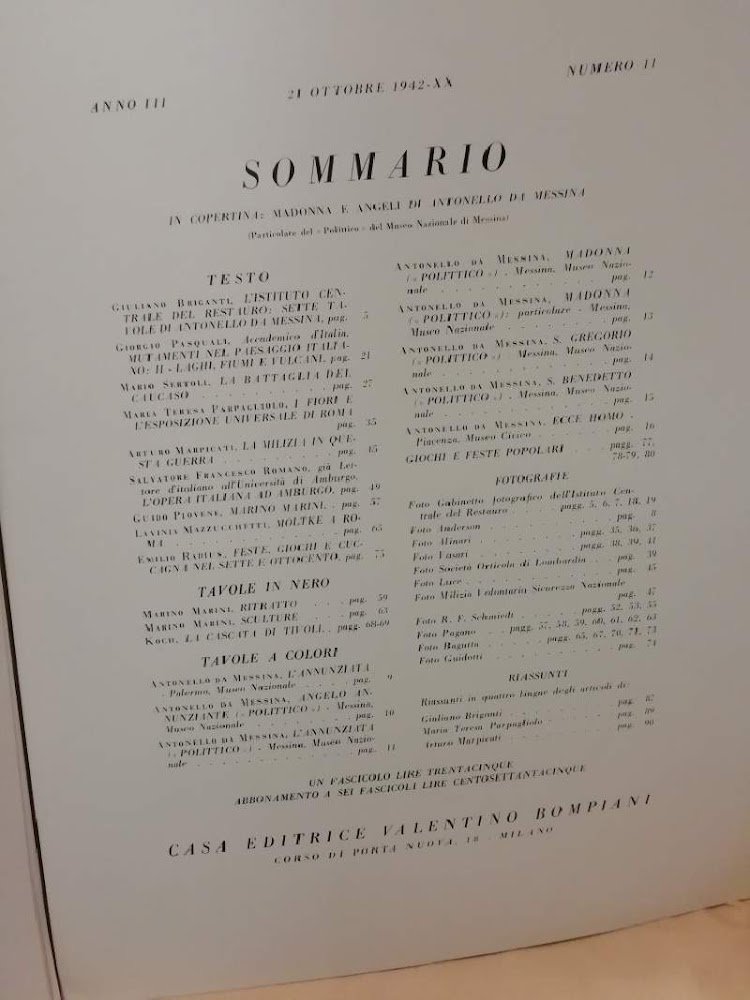 ANNO III
21 OTTOBRE 1942-XX
NUMERO 11
SOMMARIO
IN COPERTINA: MADONNA E ANGELI DI ANTONELLO DA MESSINA
(Particolare del « Polittico » del Museo Nazionale di Messina)
TESTO
GIULIANO BRIGANTI, L'ISTITUTO CEN-
TRALE DEL RESTAURO: SETTE TA-
VOLE DI ANTONELLO DA MESSINA, pag. 5
GIORGIO PASQUALI, Accademico d'Italia,
MUTAMENTI NEL PAESAGGIO ITALIA-
NO: II - LAGHI, FIUMI E VULCANI, pag. 21
MARIO SERTOLI, LA BATTAGLIA DEL
CAUCASO . . . . . . . . . . pag. 27
MARIA TERESA PARPAGLIOLO, I FIORI E
L'ESPOSIZIONE UNIVERSALE DI ROMA
pag. 35
ARTURO MARPICATI, LA MILIZIA IN QUE-
STA GUERRA . . . . . . . . . pag. 45
SALVATORE FRANCESCO ROMANO, già Let-
tore d'italiano all'Università di Amburgo,
L'OPERA ITALIANA AD AMBURGO, pag. 49
GUIDO PIOVENE, MARINO MARINI, . pag. 57
LAVINIA MAZZUCCHETTI, MOLTKE A RO-
MA . . . . . . . . . . . . . pag. 65
EMILIO RADIUS, FESTE, GIOCHI E CUC-
CAGNA NEL SETTE E OTTOCENTO, pag. 75
TAVOLE IN NERO
MARINO MARINI, RITRATTO . . . pag. 59
MARINO MARINI, SCULTURE . . . pag. 63
KOCH, LA CASCATA DI TIVOLI, . pagg. 68-69
TAVOLE A COLORI
ANTONELLO DA MESSINA, L'ANNUNZIATA
- Palermo, Museo Nazionale . . . . pag. 9
ANTONELLO DA MESSINA, ANGELO AN-
NUNZIANTE (« POLITTICO ») - Messina,
Museo Nazionale . . . . . . . . pag. 10
ANTONELLO DA MESSINA, L'ANNUNZIATA
(« POLITTICO ») - Messina, Museo Nazio-
nale . . . . . . . . . . . . . pag. 11
ANTONELLO DA MESSINA, MADONNA
(« POLITTICO ») - Messina, Museo Nazio-
nale . . . . . . . . . . . . . pag. 12
ANTONELLO DA MESSINA, MADONNA
(« POLITTICO »): particolare - Messina,
Museo Nazionale . . . . . . . . pag. 13
ANTONELLO DA MESSINA, S. GREGORIO
(« POLITTICO ») - Messina, Museo Nazio-
nale . . . . . . . . . . . . . pag. 14
ANTONELLO DA MESSINA, S. BENEDETTO
(« POLITTICO ») - Messina, Museo Nazio-
nale . . . . . . . . . . . . . pag. 15
ANTONELLO DA MESSINA, ECCE HOMO -
Piacenza, Museo Civico . . . . . pag. 16
GIOCHI E FESTE POPOLARI . . . pagg. 77,
78-79, 80
FOTOGRAFIE
Foto Gabinetto fotografico dell'Istituto Cen-
trale del Restauro . . . pagg. 5, 6, 7, 18, 19
Foto Anderson . . . . . . . . . pag. 8
Foto Alinari . . . . . . . pagg. 35, 36, 37
Foto Vasari . . . . . . . pagg. 38, 39, 41
Foto Società Orticola di Lombardia . . pag. 39
Foto Luce . . . . . . . . . . . pag. 45
Foto Milizia Volontaria Sicurezza Nazionale
pag. 47
Foto R. F. Schmiedt . . . . pagg. 52, 53, 55
Foto Pagano . . pagg. 57, 58, 59, 60, 61, 62, 63
Foto Bagutta . . . pagg. 65, 67, 70, 71, 73
Foto Guidotti . . . . . . . . . pag. 74
RIASSUNTI
Riassunti in quattro lingue degli articoli di:
Giuliano Briganti . . . . . . . . pag. 87
Maria Teresa Parpagliolo . . . . . pag. 89
Arturo Marpicati . . . . . . . . pag. 90
UN FASCICOLO LIRE TRENTACINQUE
ABBONAMENTO A SEI FASCICOLI LIRE CENTOSETTANTACINQUE
CASA EDITRICE VALENTINO BOMPIANI
CORSO DI PORTA NUOVA, 18 - MILANO